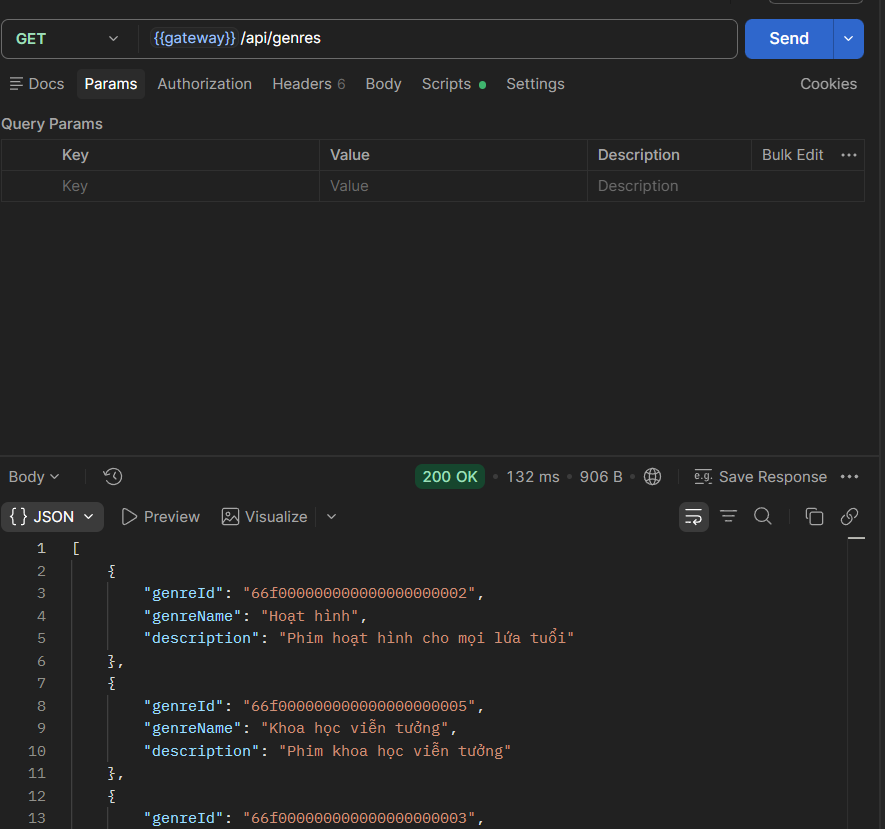 GET {{gateway}} /api/genres Send
Docs Params Authorization Headers 6 Body Scripts Settings Cookies
Query Params
Key Value Description Bulk Edit ...
Key Value Description
Body 200 OK • 132 ms • 906 B • e.g. Save Response ...
{} JSON Preview Visualize
1 [
2 {
3 "genreId": "66f000000000000000000002",
4 "genreName": "Hoạt hình",
5 "description": "Phim hoạt hình cho mọi lứa tuổi"
6 },
7 {
8 "genreId": "66f000000000000000000005",
9 "genreName": "Khoa học viễn tưởng",
10 "description": "Phim khoa học viễn tưởng"
11 },
12 {
13 "genreId": "66f000000000000000000003",